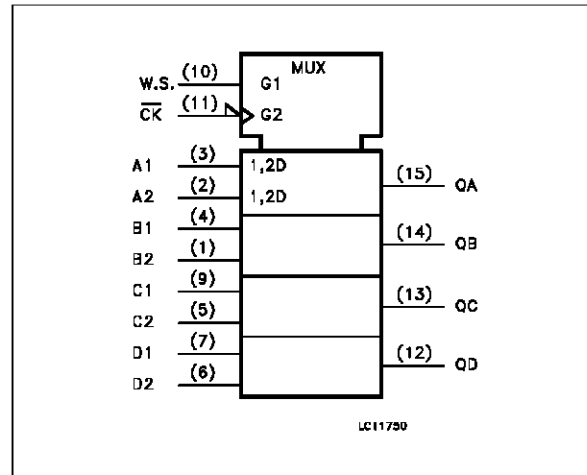 MUX
W.S. (10) G1
CK (11) G2
A1 (3) 1,2D
A2 (2) 1,2D
(15) QA
B1 (4)
B2 (1)
(14) QB
C1 (9)
C2 (5)
(13) QC
D1 (7)
D2 (6)
(12) QD
LC11750